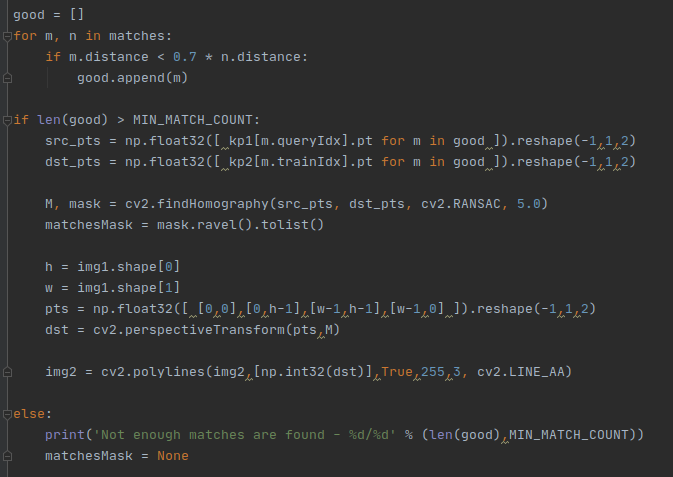 good = []
for m, n in matches:
    if m.distance < 0.7 * n.distance:
        good.append(m)

if len(good) > MIN_MATCH_COUNT:
    src_pts = np.float32([ kp1[m.queryIdx].pt for m in good ]).reshape(-1,1,2)
    dst_pts = np.float32([ kp2[m.trainIdx].pt for m in good ]).reshape(-1,1,2)

    M, mask = cv2.findHomography(src_pts, dst_pts, cv2.RANSAC, 5.0)
    matchesMask = mask.ravel().tolist()

    h = img1.shape[0]
    w = img1.shape[1]
    pts = np.float32([ [0,0],[0,h-1],[w-1,h-1],[w-1,0] ]).reshape(-1,1,2)
    dst = cv2.perspectiveTransform(pts,M)

    img2 = cv2.polylines(img2,[np.int32(dst)],True,255,3, cv2.LINE_AA)

else:
    print('Not enough matches are found - %d/%d' % (len(good),MIN_MATCH_COUNT))
    matchesMask = None